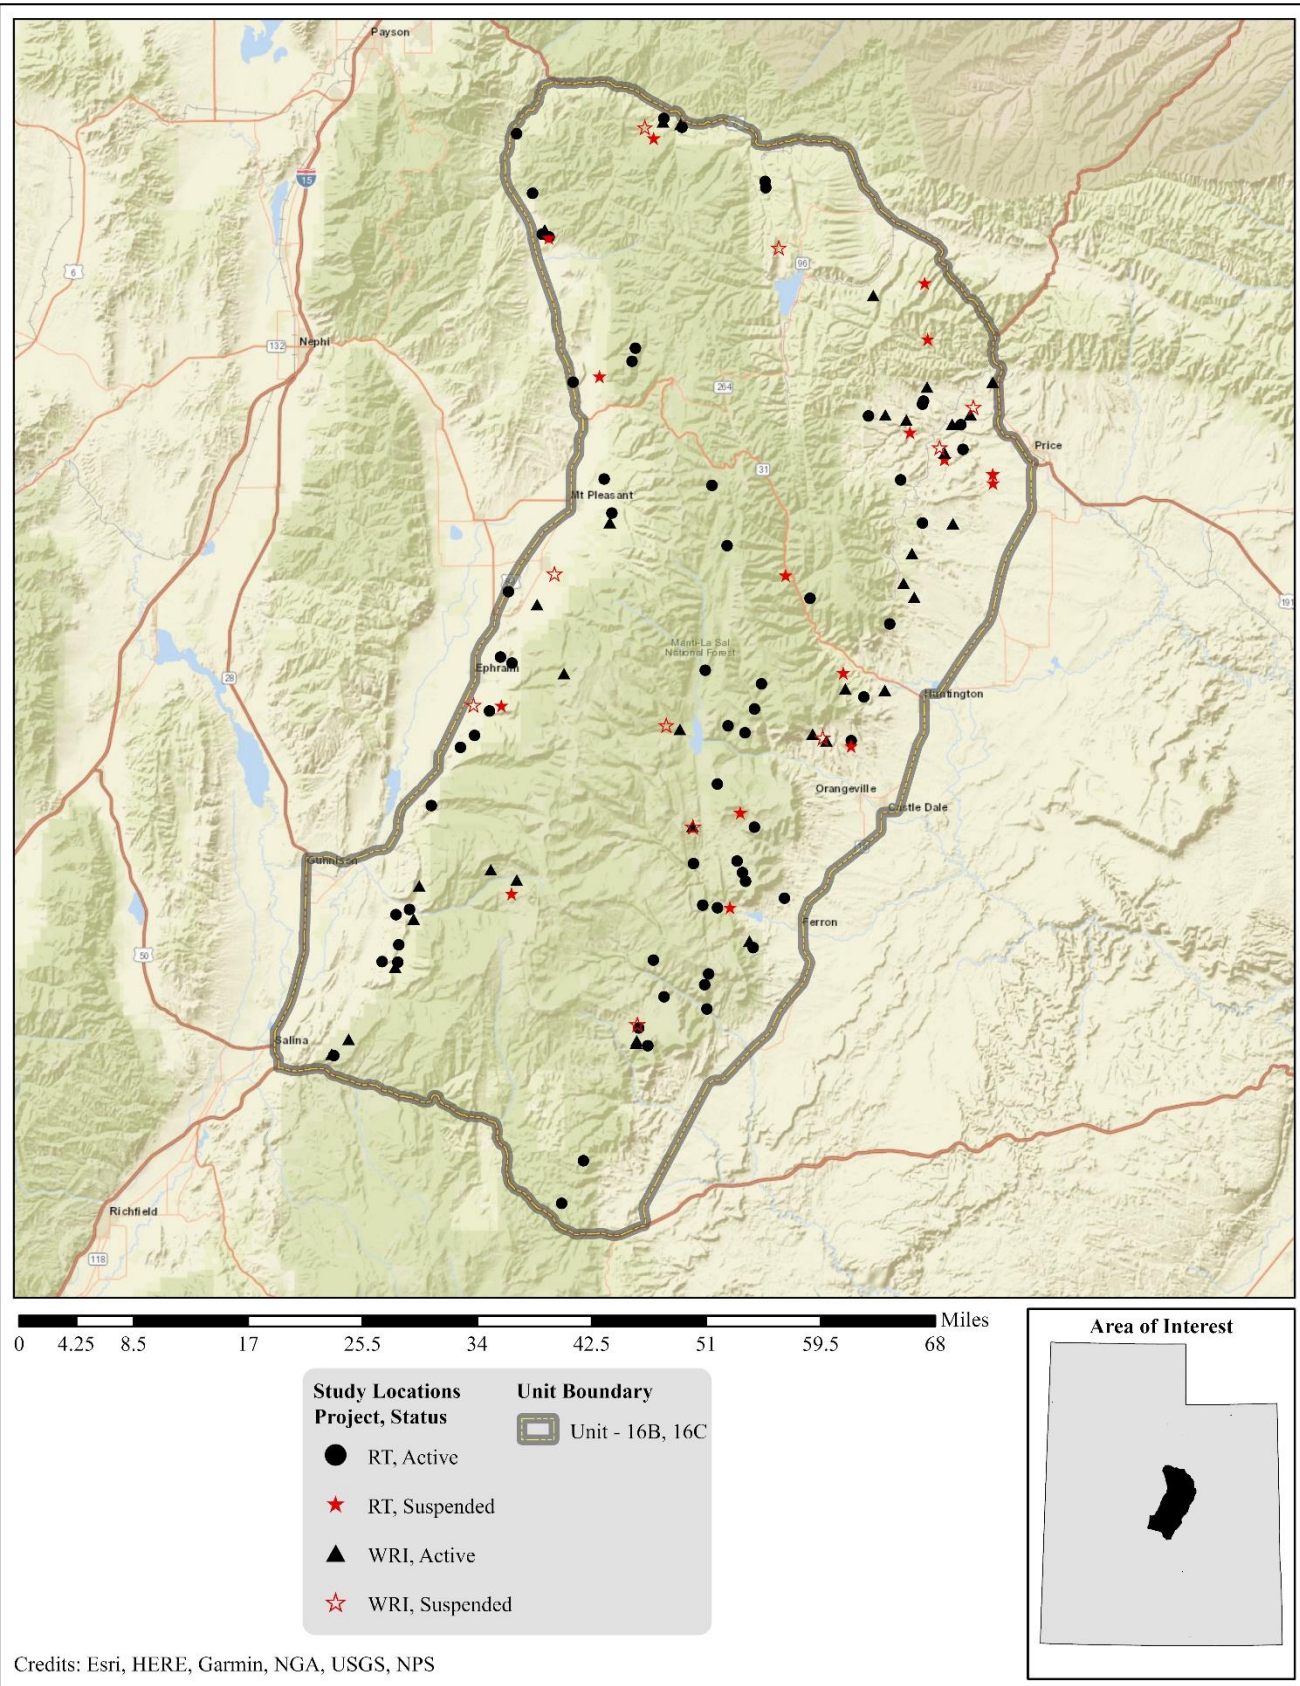 Payson
15
6
96
132
Nephi
264
Price
31
Mt Pleasant
191
Manti-La Sal
National Forest
Ephraim
28
Huntington
Orangeville
Castle Dale
Gunnison
Ferron
50
Salina
Richfield
118
0 4.25 8.5 17 25.5 34 42.5 51 59.5 68 Miles
Area of Interest
Study Locations
Project, Status
RT, Active
RT, Suspended
WRI, Active
WRI, Suspended
Unit Boundary
Unit - 16B, 16C
Credits: Esri, HERE, Garmin, NGA, USGS, NPS